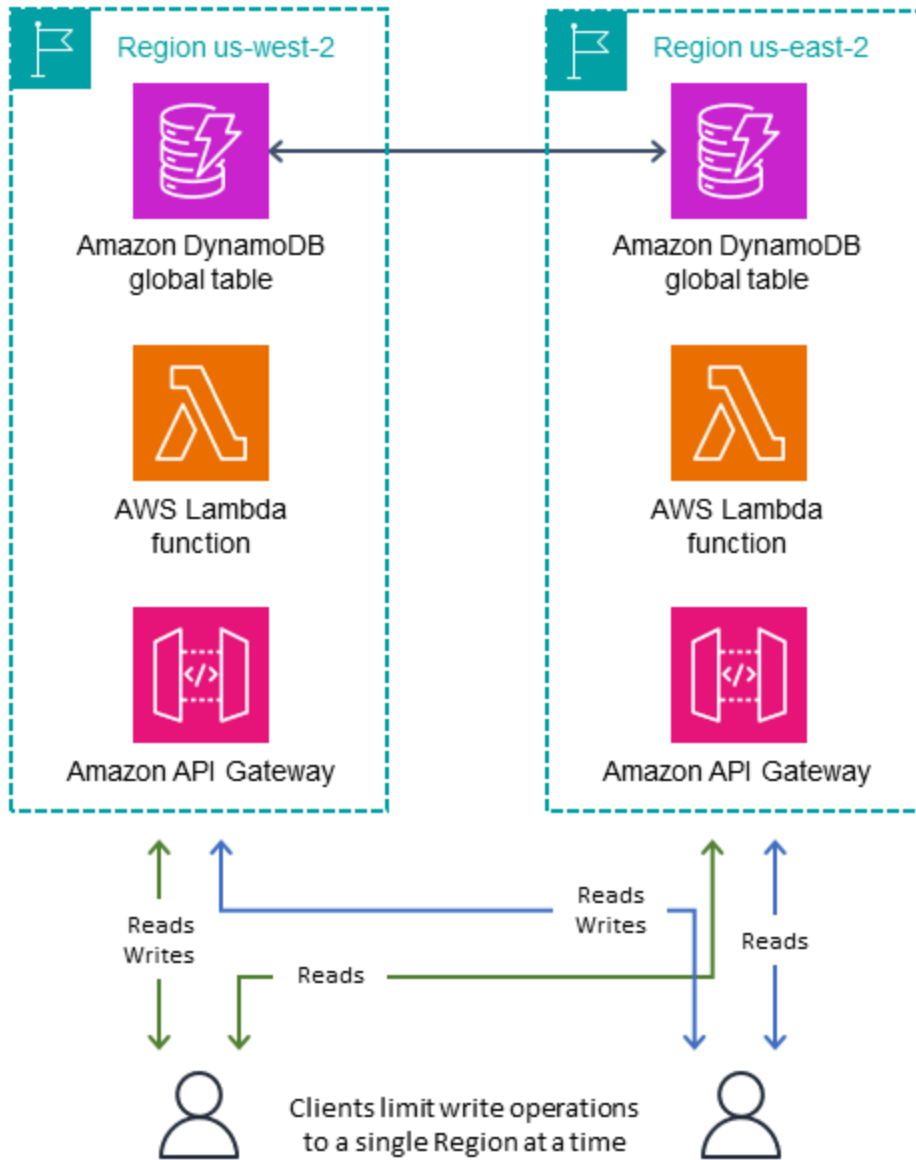 Region us-west-2
Region us-east-2
Amazon DynamoDB
global table
Amazon DynamoDB
global table
AWS Lambda
function
AWS Lambda
function
</>
</>
Amazon API Gateway
Amazon API Gateway
Reads
Writes
Reads
Writes
Reads
Reads
Clients limit write operations
to a single Region at a time